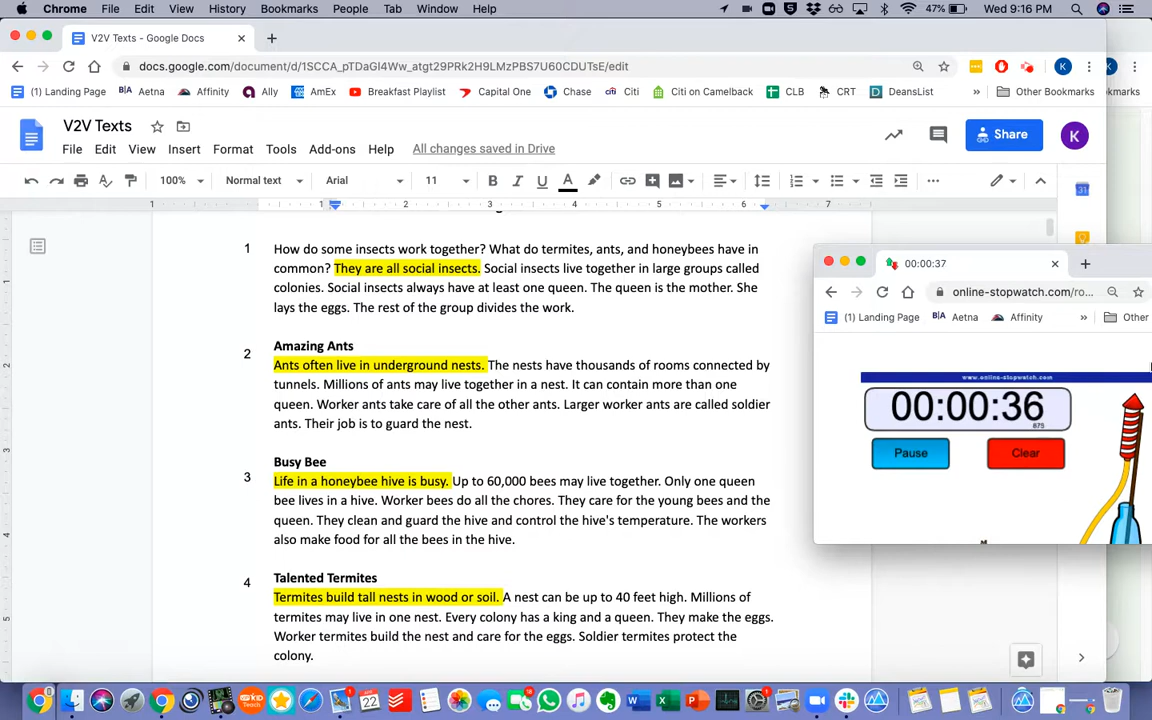 Chrome File Edit View History Bookmarks People Tab Window Help 47% Wed 9:16 PM
V2V Texts - Google Docs
docs.google.com/document/d/1SCCA_pTDaGI4Ww_atgt29PRk2H9LMzPBS7U60CDUTsE/edit
(1) Landing Page Aetna Affinity Ally AmEx Breakfast Playlist Capital One Chase Citi Citi on Camelback CLB CRT DeansList » Other Bookmarks
V2V Texts
File Edit View Insert Format Tools Add-ons Help All changes saved in Drive
Share
K
100% Normal text Arial 11
1 1 2 3 4 5 6 7
1 How do some insects work together? What do termites, ants, and honeybees have in
common? They are all social insects. Social insects live together in large groups called
colonies. Social insects always have at least one queen. The queen is the mother. She
lays the eggs. The rest of the group divides the work.
Amazing Ants
2 Ants often live in underground nests. The nests have thousands of rooms connected by
tunnels. Millions of ants may live together in a nest. It can contain more than one
queen. Worker ants take care of all the other ants. Larger worker ants are called soldier
ants. Their job is to guard the nest.
Busy Bee
3 Life in a honeybee hive is busy. Up to 60,000 bees may live together. Only one queen
bee lives in a hive. Worker bees do all the chores. They care for the young bees and the
queen. They clean and guard the hive and control the hive's temperature. The workers
also make food for all the bees in the hive.
Talented Termites
4 Termites build tall nests in wood or soil. A nest can be up to 40 feet high. Millions of
termites may live in one nest. Every colony has a king and a queen. They make the eggs.
Worker termites build the nest and care for the eggs. Soldier termites protect the
colony.
00:00:37
online-stopwatch.com/ro...
(1) Landing Page Aetna Affinity » Other
www.online-stopwatch.com
00:00:36
875
Pause Clear